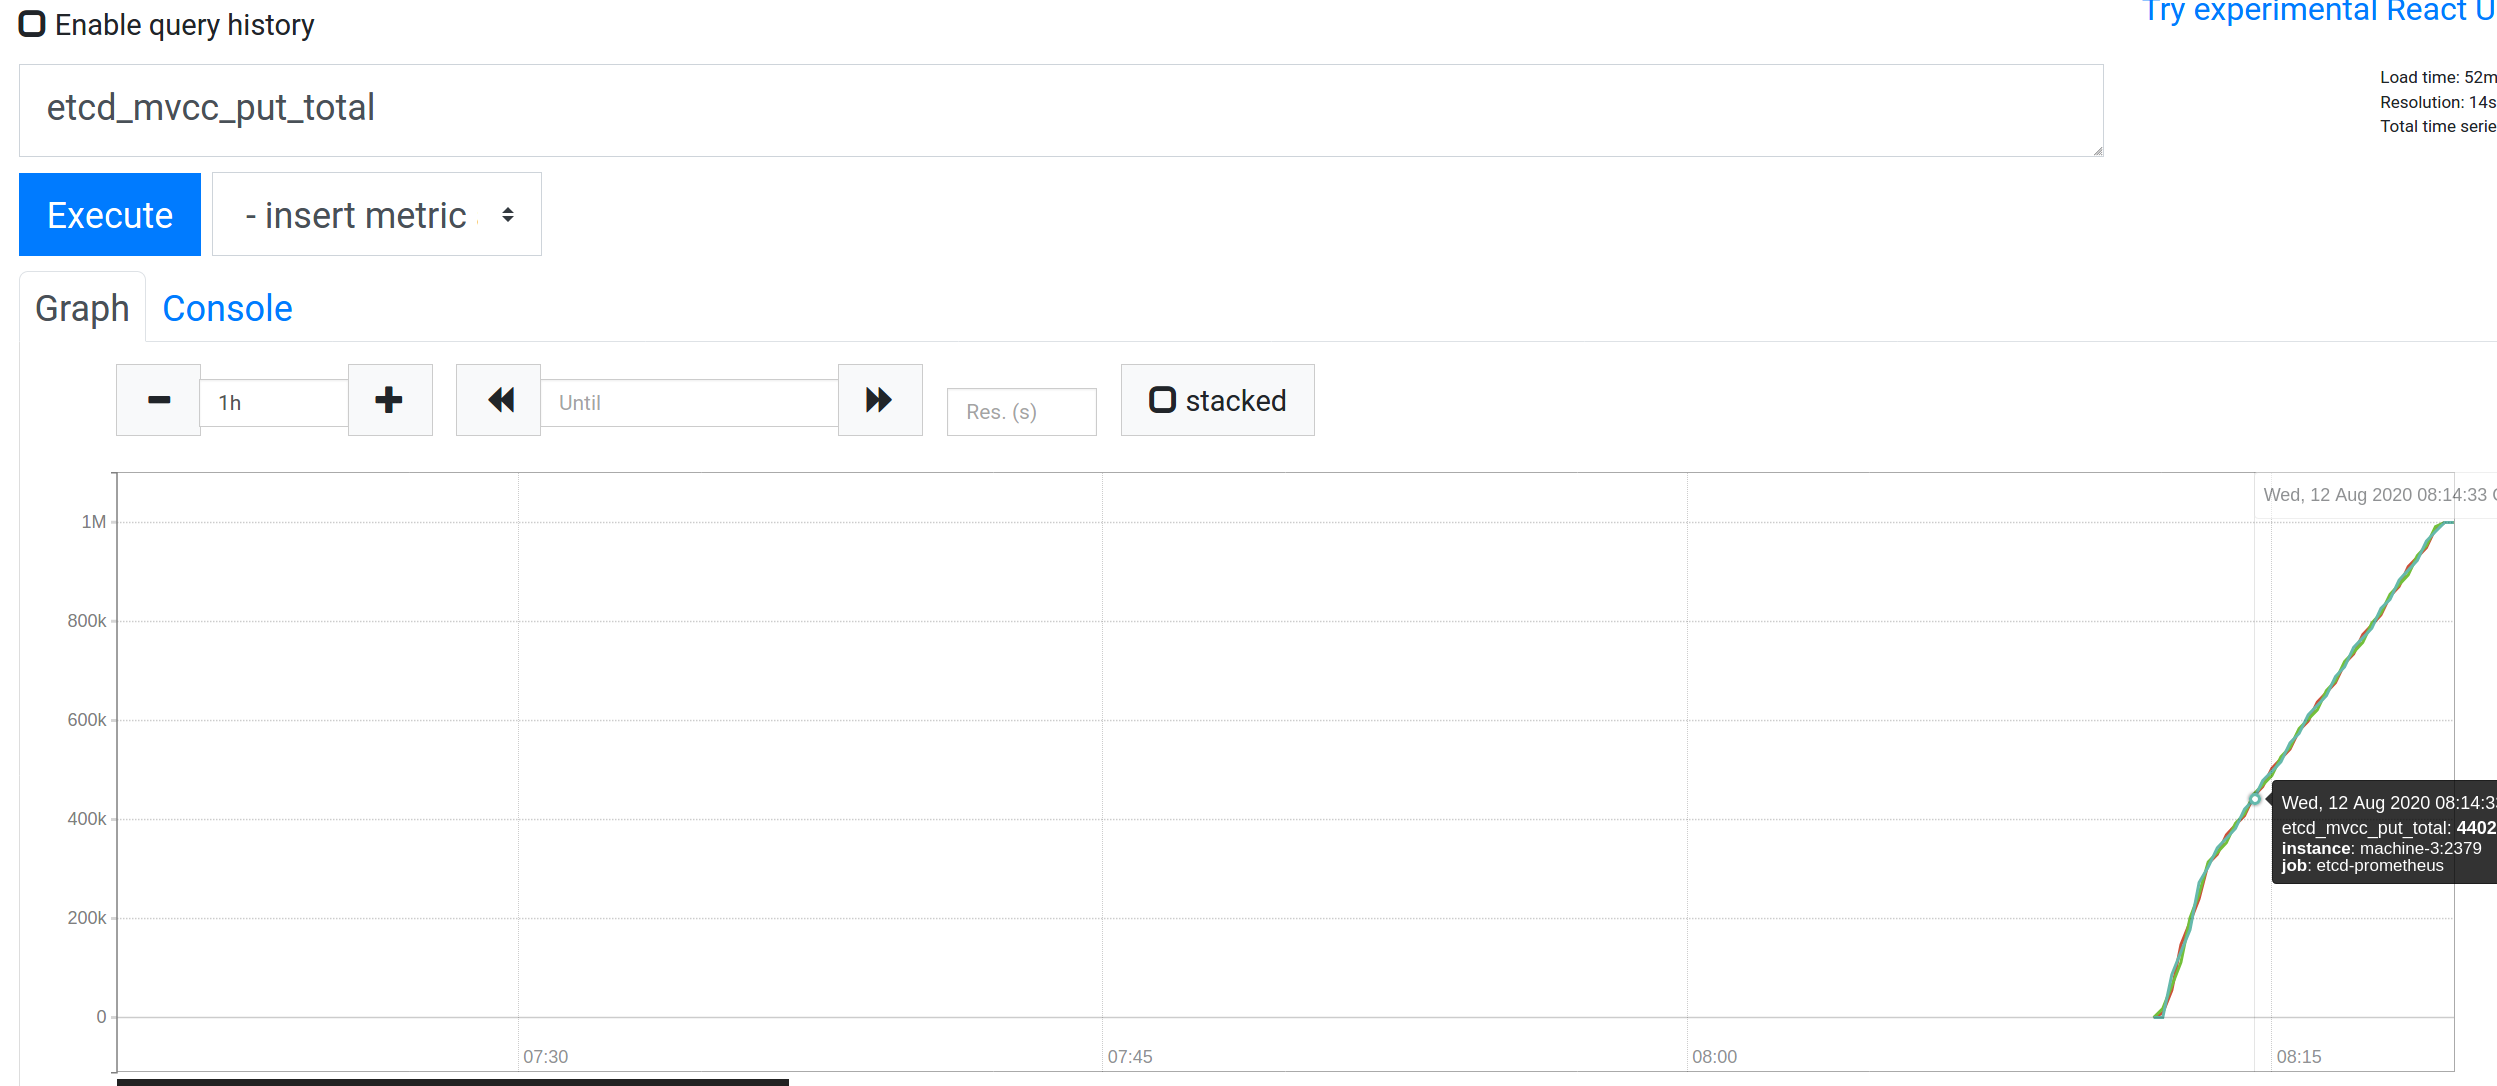 Enable query history
Try experimental React U
etcd_mvcc_put_total
Load time: 52m
Resolution: 14s
Total time serie
Execute
- insert metric
Graph
Console
1h
Until
Res. (s)
stacked
Wed, 12 Aug 2020 08:14:33
1M
800k
600k
400k
200k
0
Wed, 12 Aug 2020 08:14:33
etcd_mvcc_put_total: 4402
instance: machine-3:2379
job: etcd-prometheus
07:30
07:45
08:00
08:15